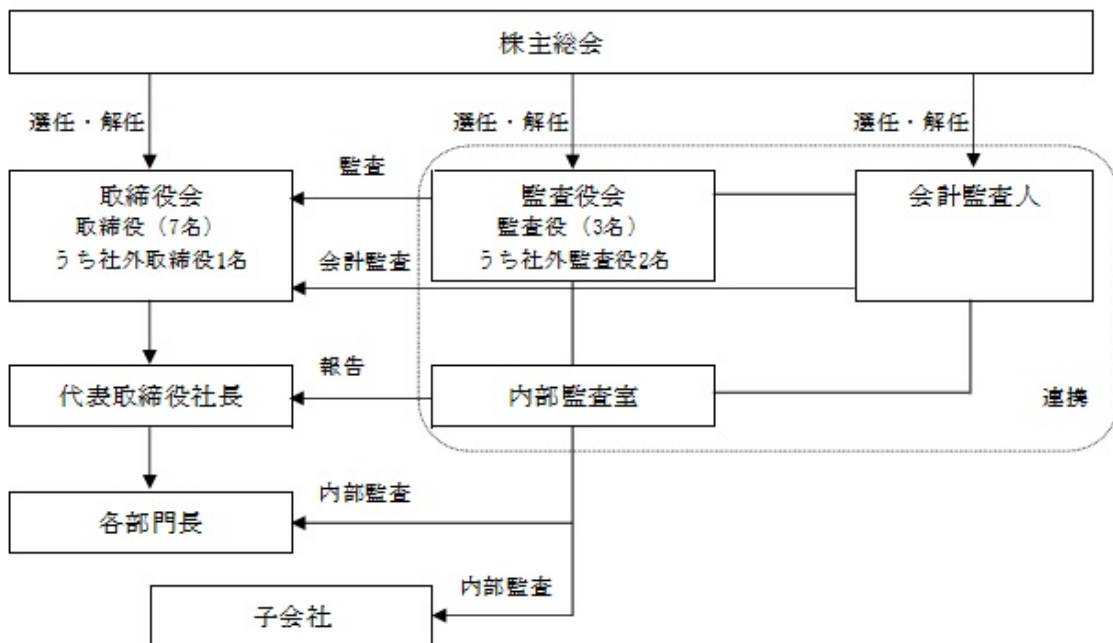 株主総会
選任・解任
選任・解任
選任・解任
監査
取締役会
取締役（7名）
うち社外取締役1名
監査役会
監査役（3名）
うち社外監査役2名
会計監査人
会計監査
報告
代表取締役社長
内部監査室
連携
内部監査
各部門長
内部監査
子会社